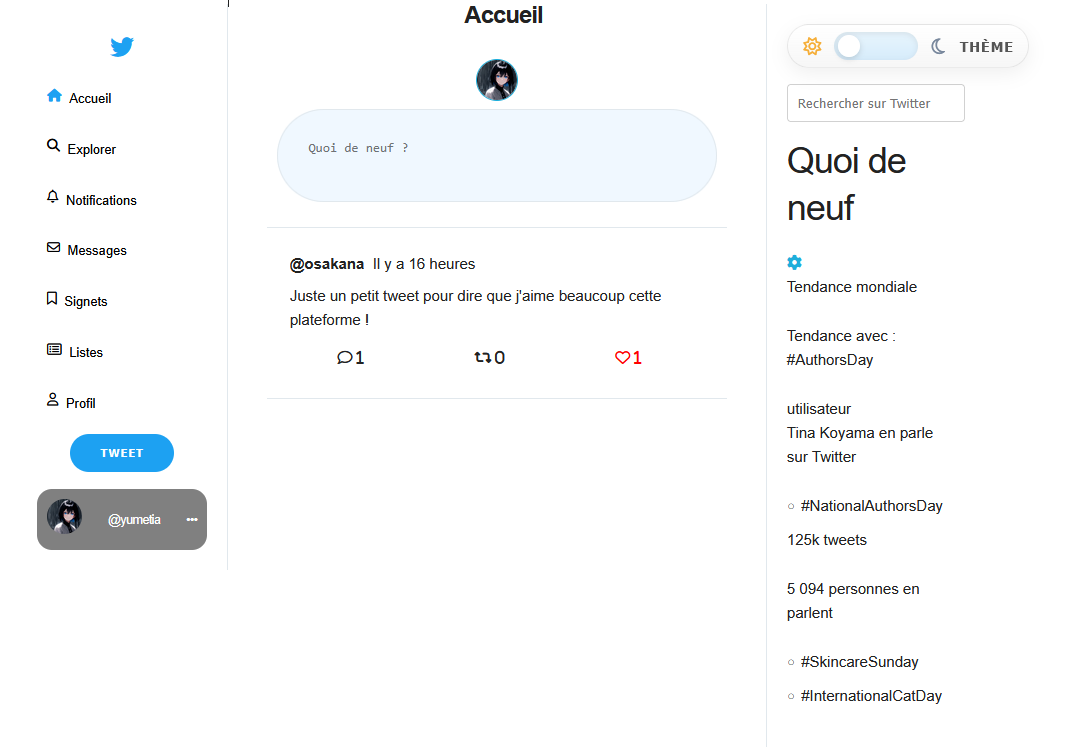 Accueil
Explorer
Notifications
Messages
Signets
Listes
Profil
TWEET
@yumetia
Accueil
Quoi de neuf ?
@osakana Il y a 16 heures
Juste un petit tweet pour dire que j'aime beaucoup cette
plateforme !
1 0 1
THÈME
Rechercher sur Twitter
Quoi de
neuf
Tendance mondiale
Tendance avec :
#AuthorsDay
utilisateur
Tina Koyama en parle
sur Twitter
#NationalAuthorsDay
125k tweets
5 094 personnes en
parlent
#SkincareSunday
#InternationalCatDay